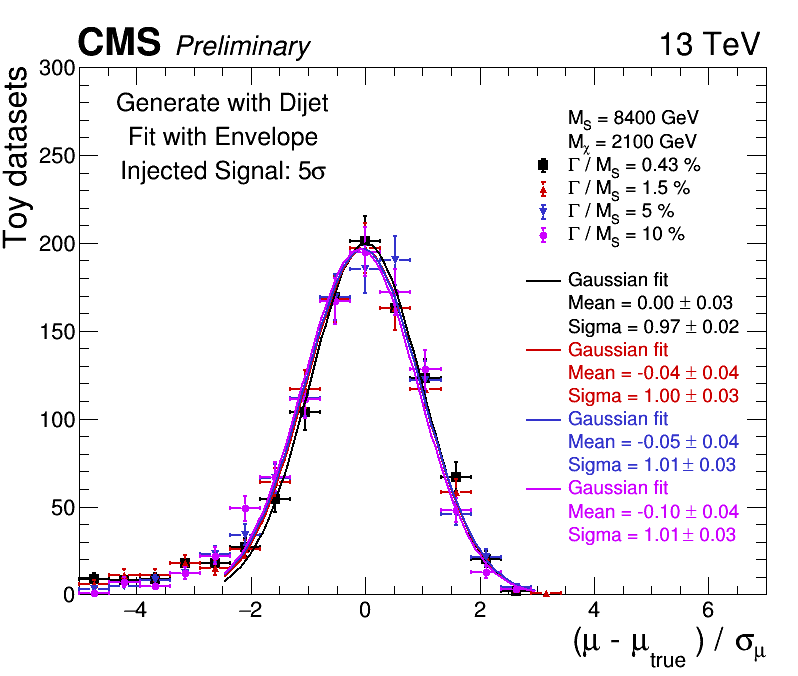 CMS Preliminary 13 TeV
Toy datasets
300
250
200
150
100
50
0
Generate with Dijet
Fit with Envelope
Injected Signal: 5σ
M_S = 8400 GeV
M_χ = 2100 GeV
Γ / M_S = 0.43 %
Γ / M_S = 1.5 %
Γ / M_S = 5 %
Γ / M_S = 10 %
Gaussian fit
Mean = 0.00 ± 0.03
Sigma = 0.97 ± 0.02
Gaussian fit
Mean = -0.04 ± 0.04
Sigma = 1.00 ± 0.03
Gaussian fit
Mean = -0.05 ± 0.04
Sigma = 1.01 ± 0.03
Gaussian fit
Mean = -0.10 ± 0.04
Sigma = 1.01 ± 0.03
−4 −2 0 2 4 6
(μ - μ_true) / σ_μ